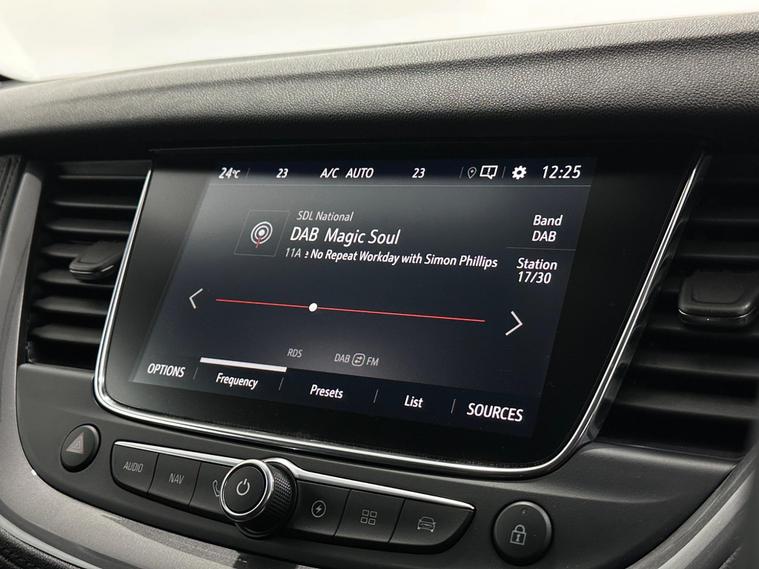 24°C 23 A/C AUTO 23 12:25
SDL National
DAB Magic Soul
11A No Repeat Workday with Simon Phillips
Band
DAB
Station
17/30
RDS DAB FM
OPTIONS Frequency Presets List SOURCES
AUDIO NAV